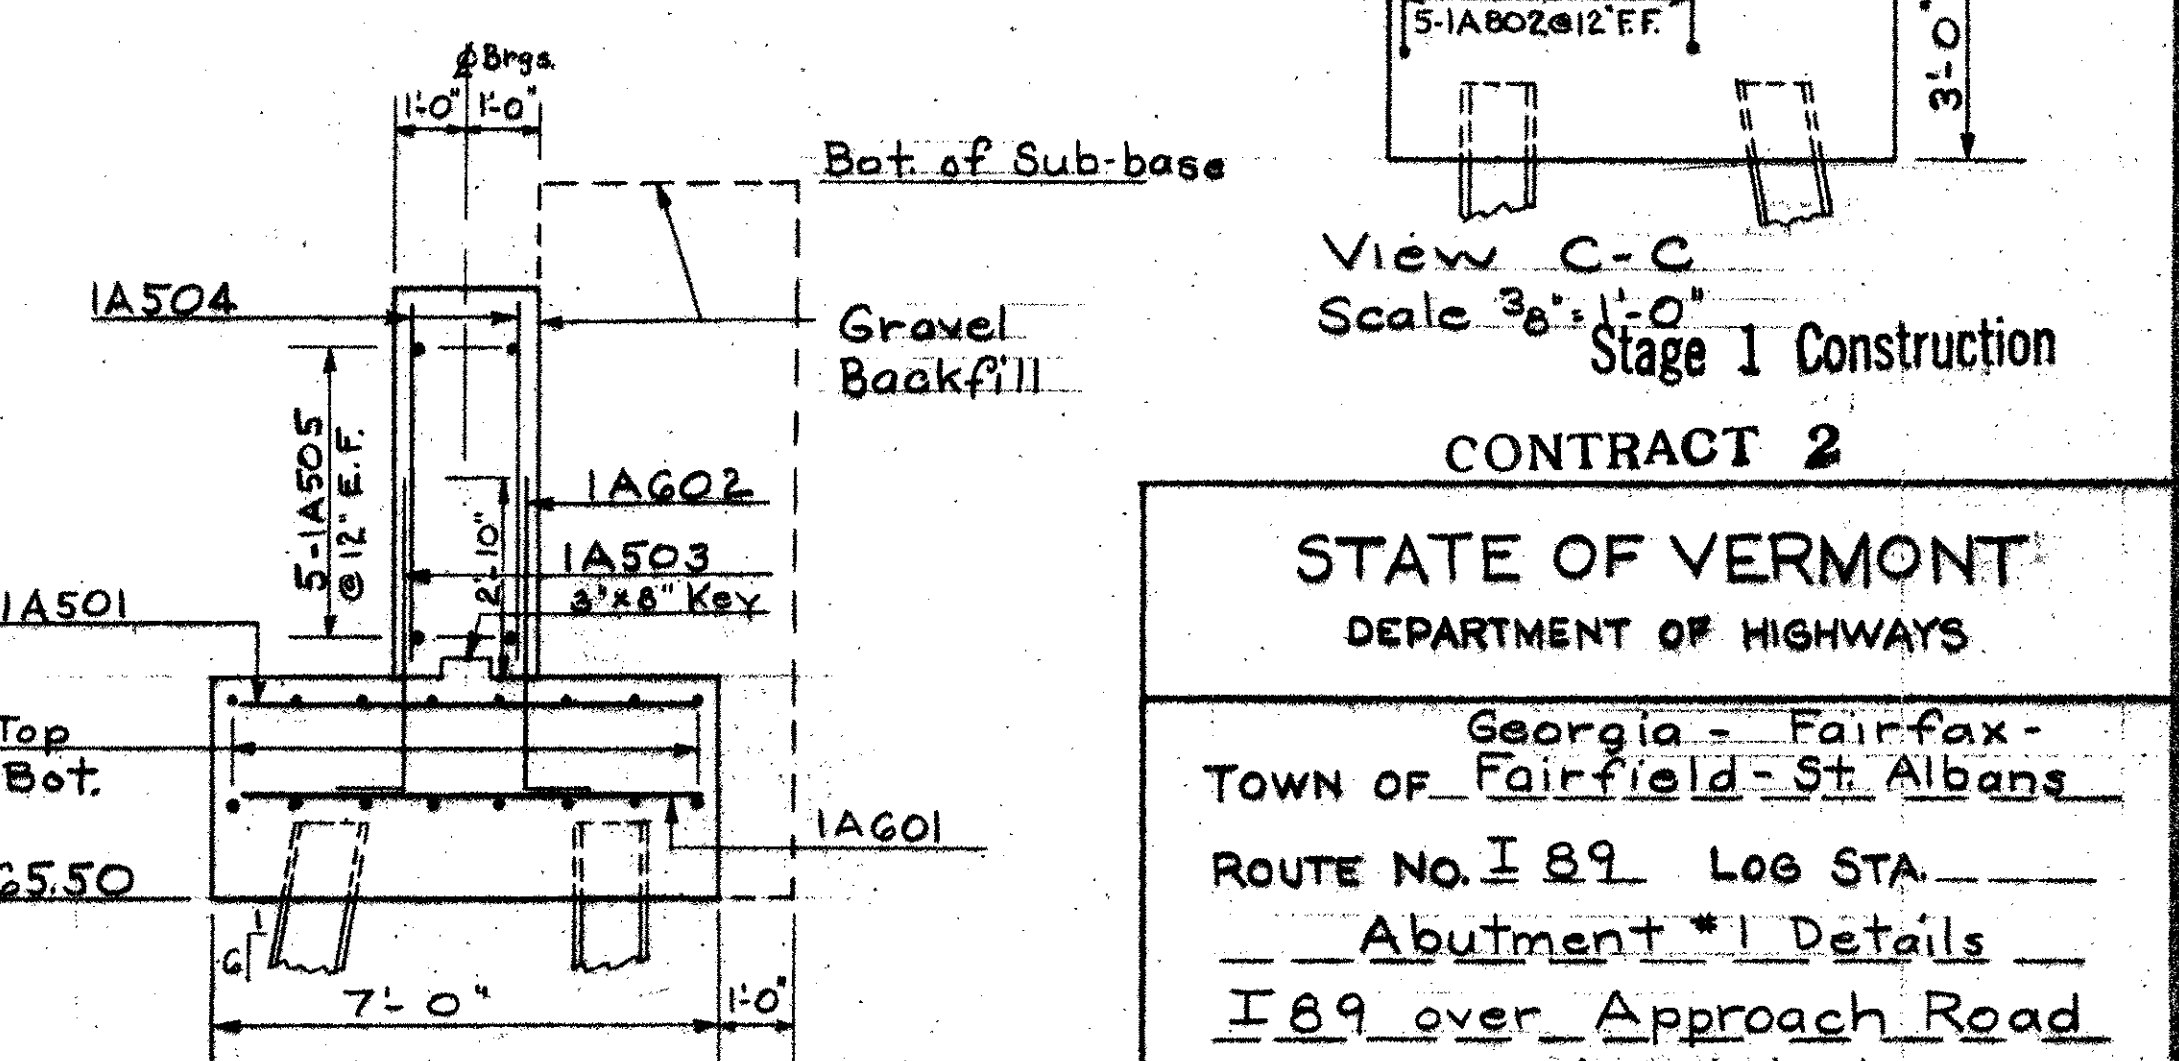 ℄ Brgs.
1'-0" 1'-0"
Bot. of Sub-base
1A504
Gravel
Backfill
5-1A505
@ 12" E.F.
1A602
2'-10"
1A503
3"x8" Key
1A501
Top
Bot.
1A601
65.50
1
6
7'-0"
1'-0"
5-1A802@12"F.F.
3'-0"
View C-C
Scale 3/8"=1'-0"
Stage 1 Construction
CONTRACT 2
STATE OF VERMONT
DEPARTMENT OF HIGHWAYS
Georgia - Fairfax -
TOWN OF Fairfield - St. Albans
ROUTE NO. I 89 LOG STA.
Abutment #1 Details
I 89 over Approach Road